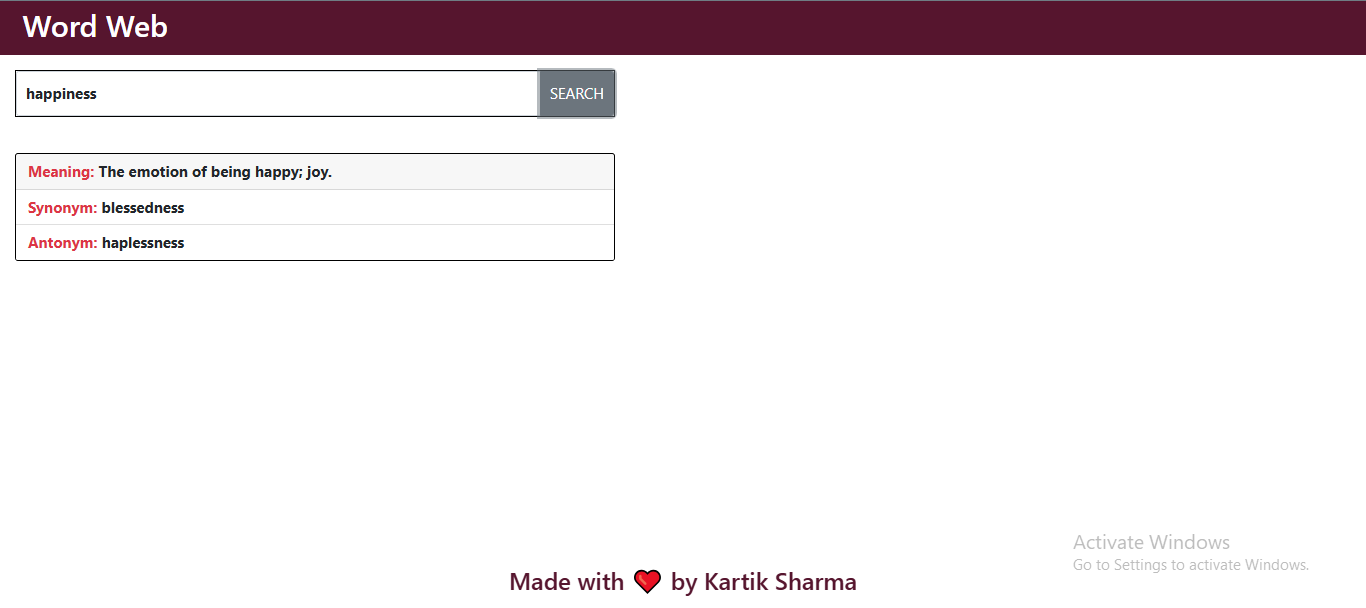 Word Web
happiness
SEARCH
Meaning: The emotion of being happy; joy.
Synonym: blessedness
Antonym: haplessness
Activate Windows
Go to Settings to activate Windows.
Made with ❤️ by Kartik Sharma